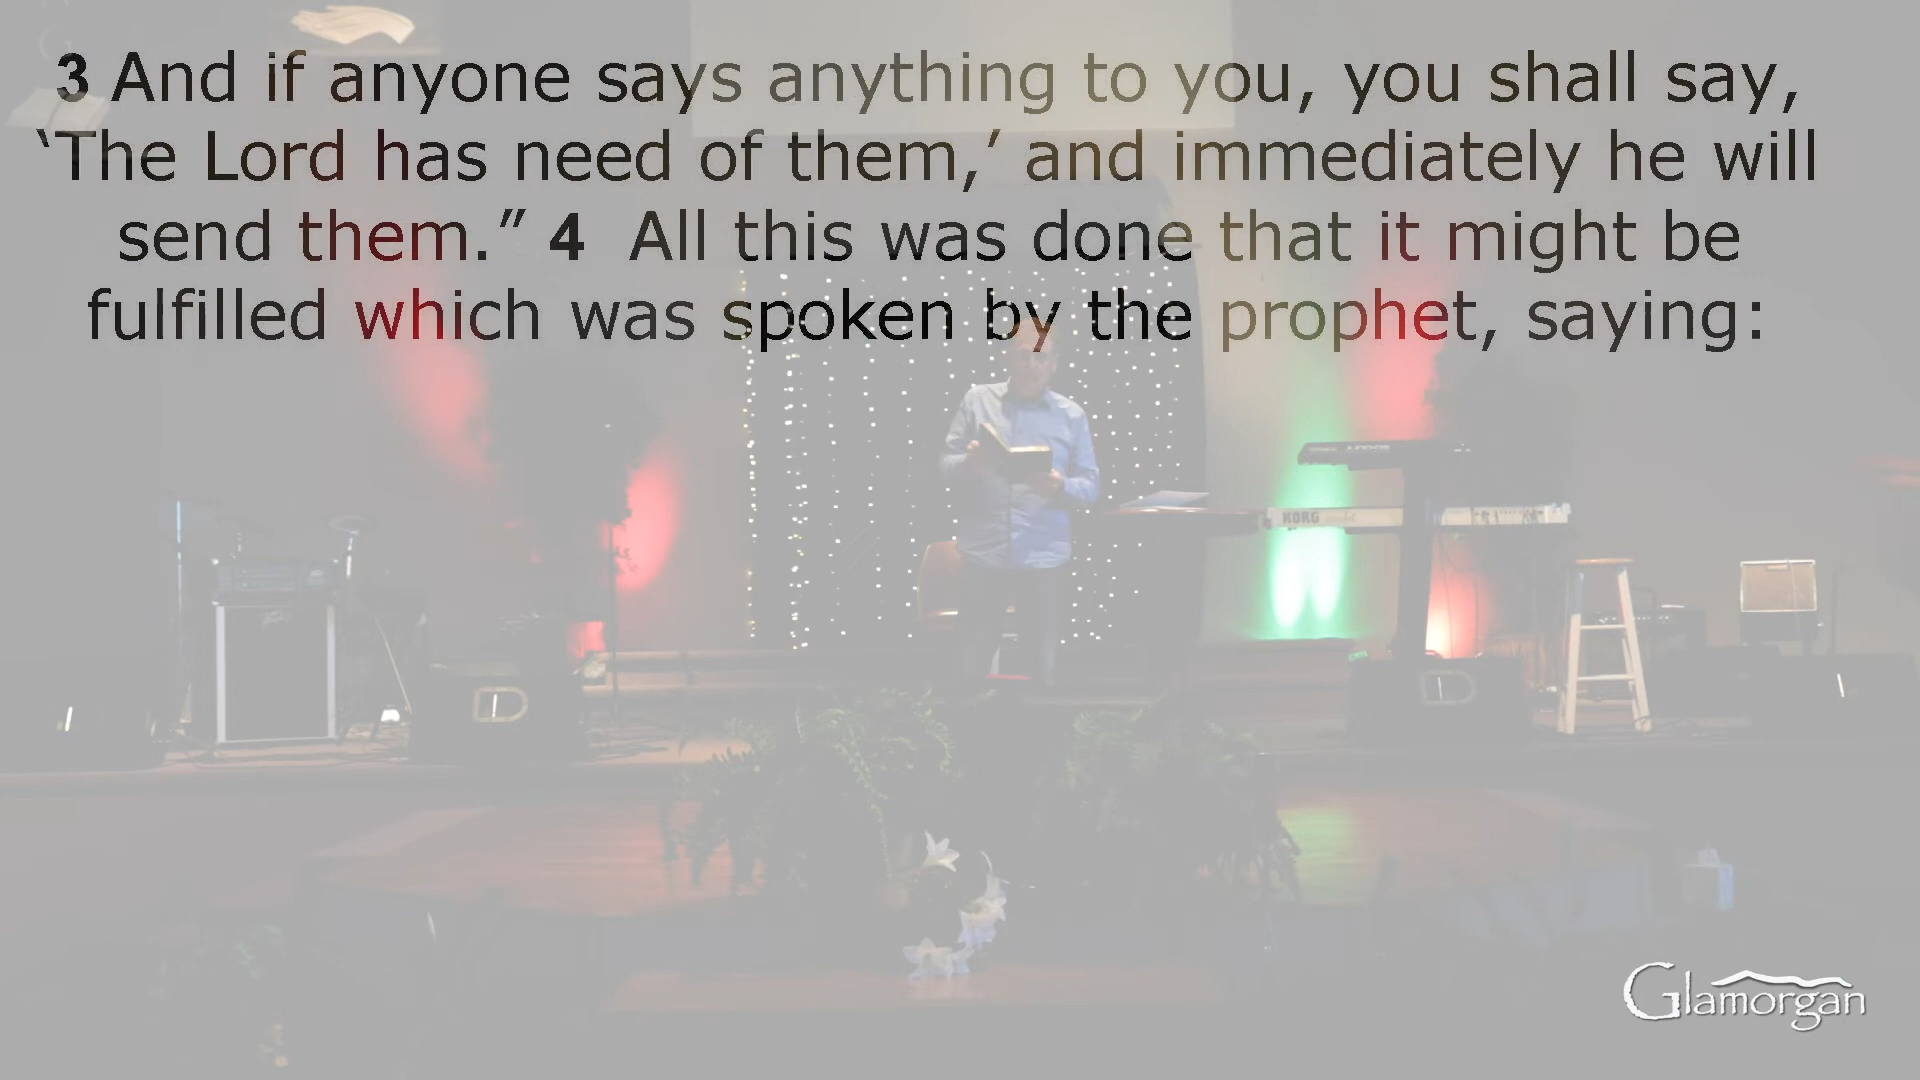 3 And if anyone says anything to you, you shall say,
‘The Lord has need of them,’ and immediately he will
send them.” 4 All this was done that it might be
fulfilled which was spoken by the prophet, saying:
KORG
D
D
Glamorgan